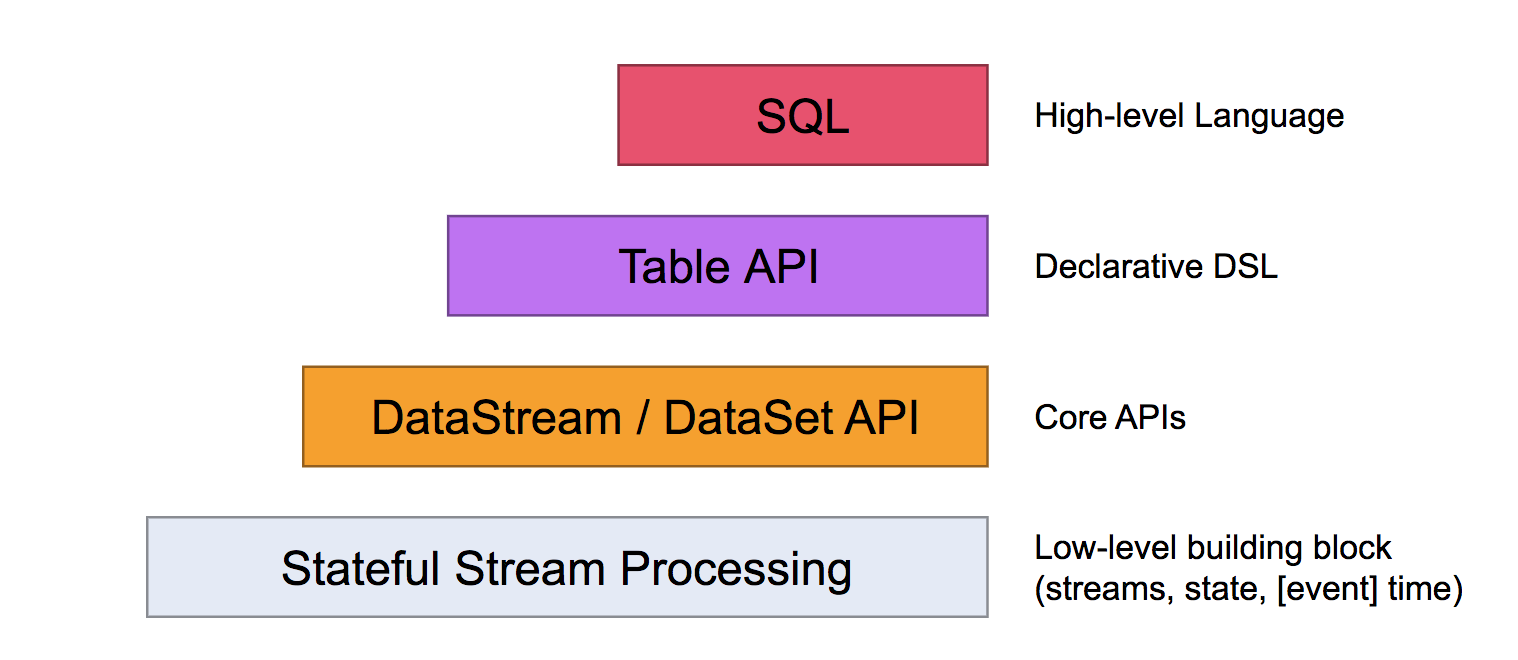 SQL
High-level Language
Table API
Declarative DSL
DataStream / DataSet API
Core APIs
Stateful Stream Processing
Low-level building block
(streams, state, [event] time)